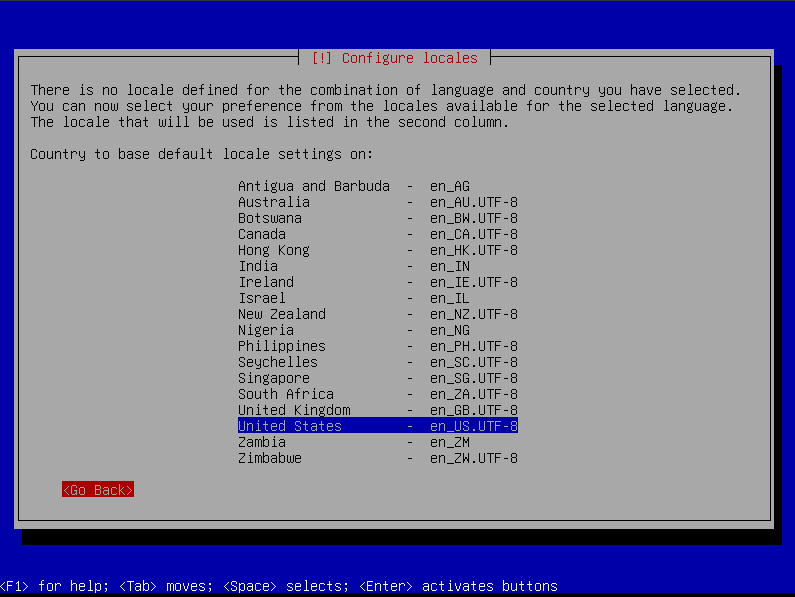 [!] Configure locales
There is no locale defined for the combination of language and country you have selected.
You can now select your preference from the locales available for the selected language.
The locale that will be used is listed in the second column.
Country to base default locale settings on:
Antigua and Barbuda - en_AG
Australia - en_AU.UTF-8
Botswana - en_BW.UTF-8
Canada - en_CA.UTF-8
Hong Kong - en_HK.UTF-8
India - en_IN
Ireland - en_IE.UTF-8
Israel - en_IL
New Zealand - en_NZ.UTF-8
Nigeria - en_NG
Philippines - en_PH.UTF-8
Seychelles - en_SC.UTF-8
Singapore - en_SG.UTF-8
South Africa - en_ZA.UTF-8
United Kingdom - en_GB.UTF-8
United States - en_US.UTF-8
Zambia - en_ZM
Zimbabwe - en_ZW.UTF-8
<Go Back>
<F1> for help; <Tab> moves; <Space> selects; <Enter> activates buttons